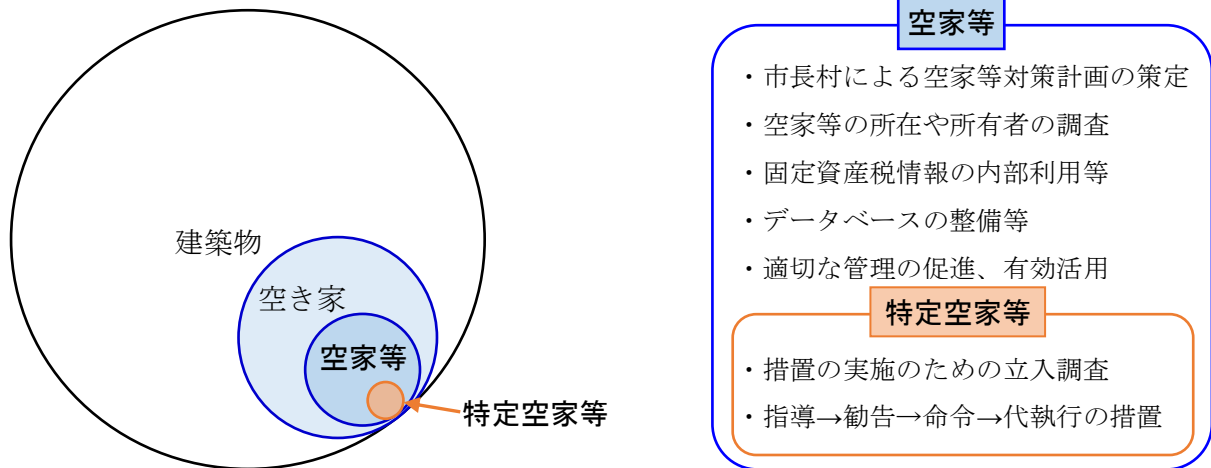 建築物
空き家
空家等
特定空家等
空家等
・市長村による空家等対策計画の策定
・空家等の所在や所有者の調査
・固定資産税情報の内部利用等
・データベースの整備等
・適切な管理の促進、有効活用
特定空家等
・措置の実施のための立入調査
・指導→勧告→命令→代執行の措置